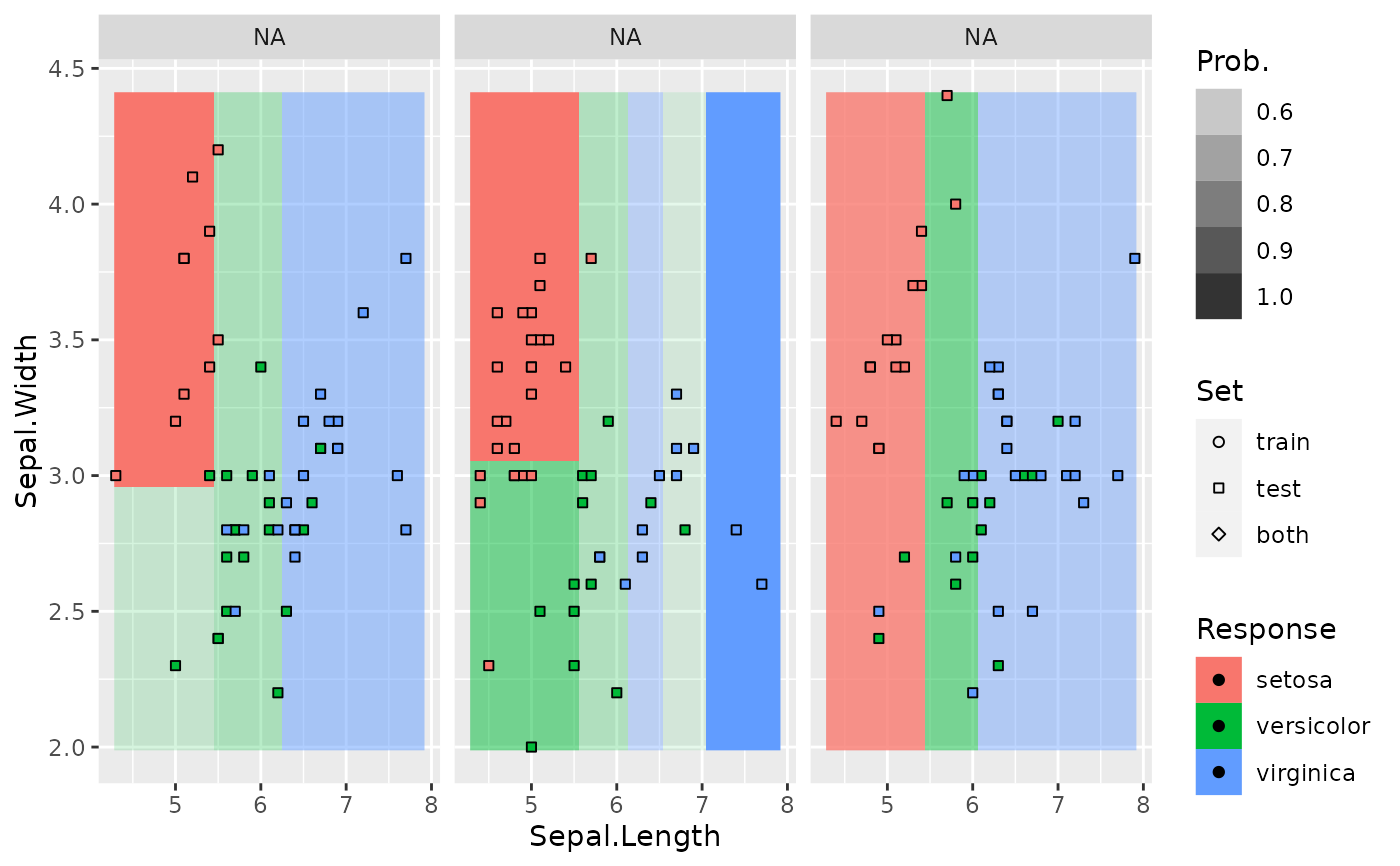 NA NA NA
Sepal.Width
4.5
4.0
3.5
3.0
2.5
2.0
5 6 7 8 5 6 7 8 5 6 7 8
Sepal.Length
Prob.
0.6
0.7
0.8
0.9
1.0
Set
train
test
both
Response
setosa
versicolor
virginica